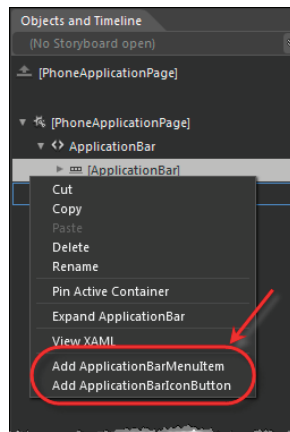 Objects and Timeline
(No Storyboard open)
[PhoneApplicationPage]
[PhoneApplicationPage]
ApplicationBar
[ApplicationBar]
Cut
Copy
Paste
Delete
Rename
Pin Active Container
Expand ApplicationBar
View XAML
Add ApplicationBarMenuItem
Add ApplicationBarIconButton